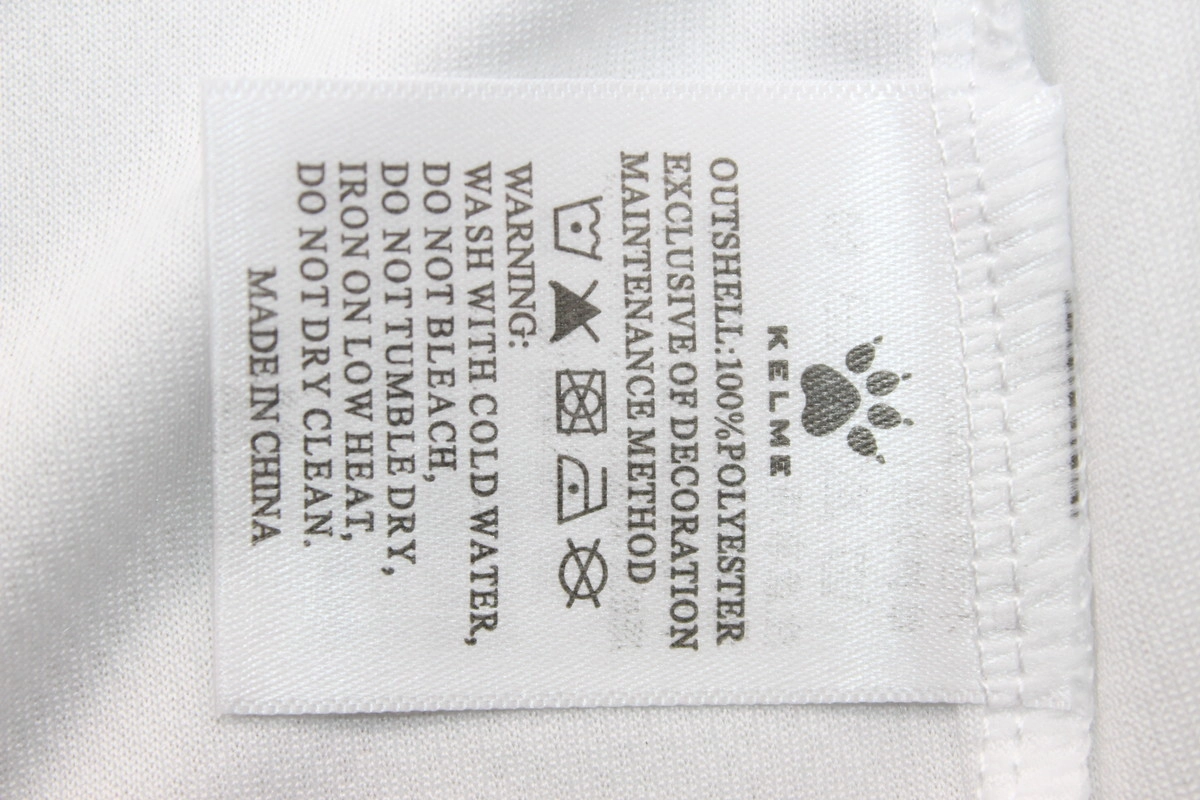 KELME
OUTSHELL:100%POLYESTER
EXCLUSIVE OF DECORATION
MAINTENANCE METHOD
WARNING:
WASH WITH COLD WATER,
DO NOT BLEACH,
DO NOT TUMBLE DRY,
IRON ON LOW HEAT,
DO NOT DRY CLEAN.
MADE IN CHINA